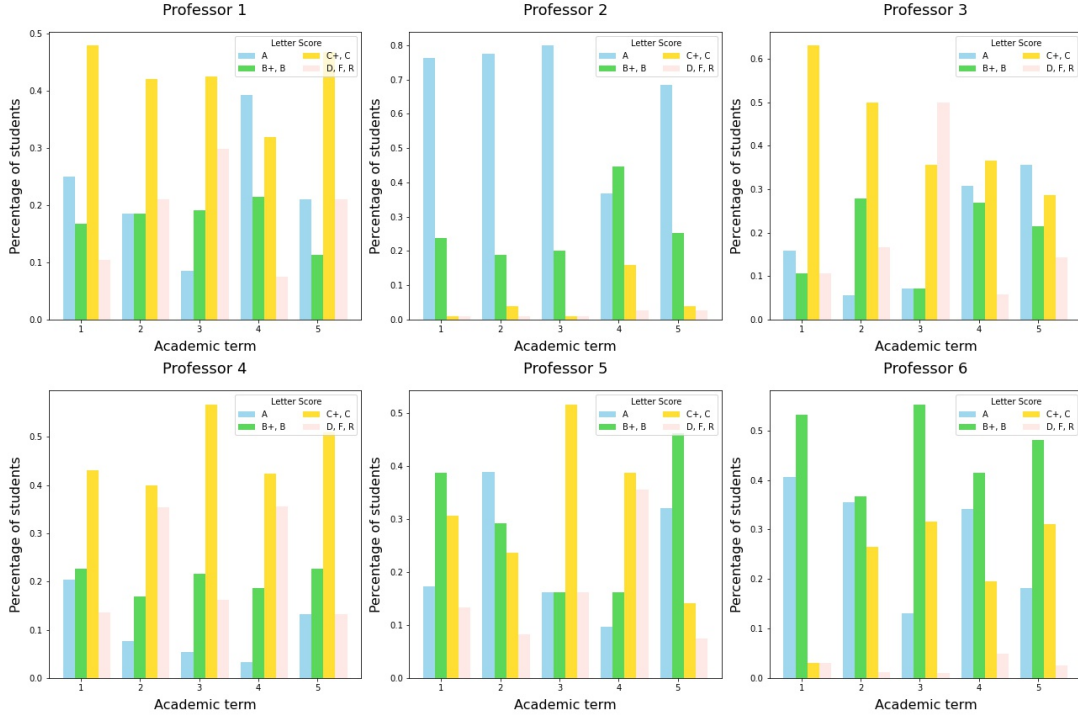 Professor 1
Percentage of students
0.5
0.4
0.3
0.2
0.1
0.0
Letter Score
A
B+, B
C+, C
D, F, R
1 2 3 4 5
Academic term
Professor 2
Percentage of students
0.8
0.7
0.6
0.5
0.4
0.3
0.2
0.1
0.0
Letter Score
A
B+, B
C+, C
D, F, R
1 2 3 4 5
Academic term
Professor 3
Percentage of students
0.6
0.5
0.4
0.3
0.2
0.1
0.0
Letter Score
A
B+, B
C+, C
D, F, R
1 2 3 4 5
Academic term
Professor 4
Percentage of students
0.5
0.4
0.3
0.2
0.1
0.0
Letter Score
A
B+, B
C+, C
D, F, R
1 2 3 4 5
Academic term
Professor 5
Percentage of students
0.5
0.4
0.3
0.2
0.1
0.0
Letter Score
A
B+, B
C+, C
D, F, R
1 2 3 4 5
Academic term
Professor 6
Percentage of students
0.5
0.4
0.3
0.2
0.1
0.0
Letter Score
A
B+, B
C+, C
D, F, R
1 2 3 4 5
Academic term